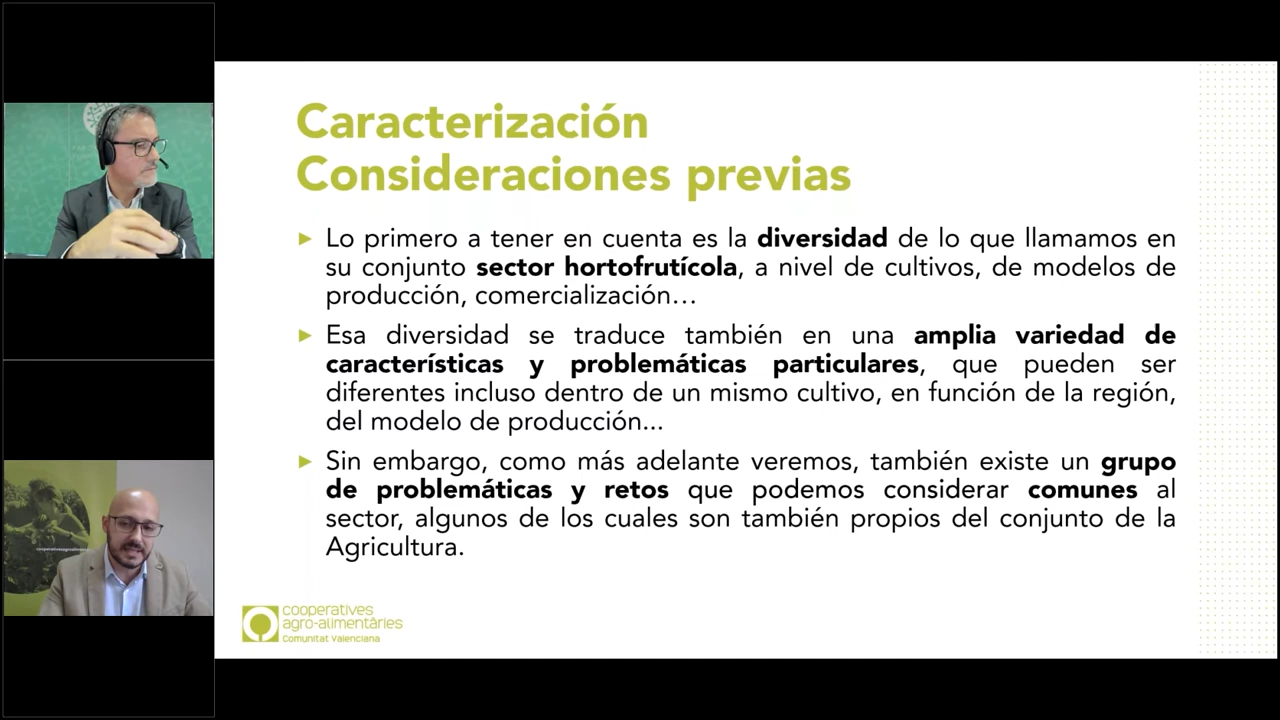 Caracterización
Consideraciones previas
► Lo primero a tener en cuenta es la diversidad de lo que llamamos en
su conjunto sector hortofrutícola, a nivel de cultivos, de modelos de
producción, comercialización…
► Esa diversidad se traduce también en una amplia variedad de
características y problemáticas particulares, que pueden ser
diferentes incluso dentro de un mismo cultivo, en función de la región,
del modelo de producción...
► Sin embargo, como más adelante veremos, también existe un grupo
de problemáticas y retos que podemos considerar comunes al
sector, algunos de los cuales son también propios del conjunto de la
Agricultura.
cooperatives
agro-alimentàries
Comunitat Valenciana